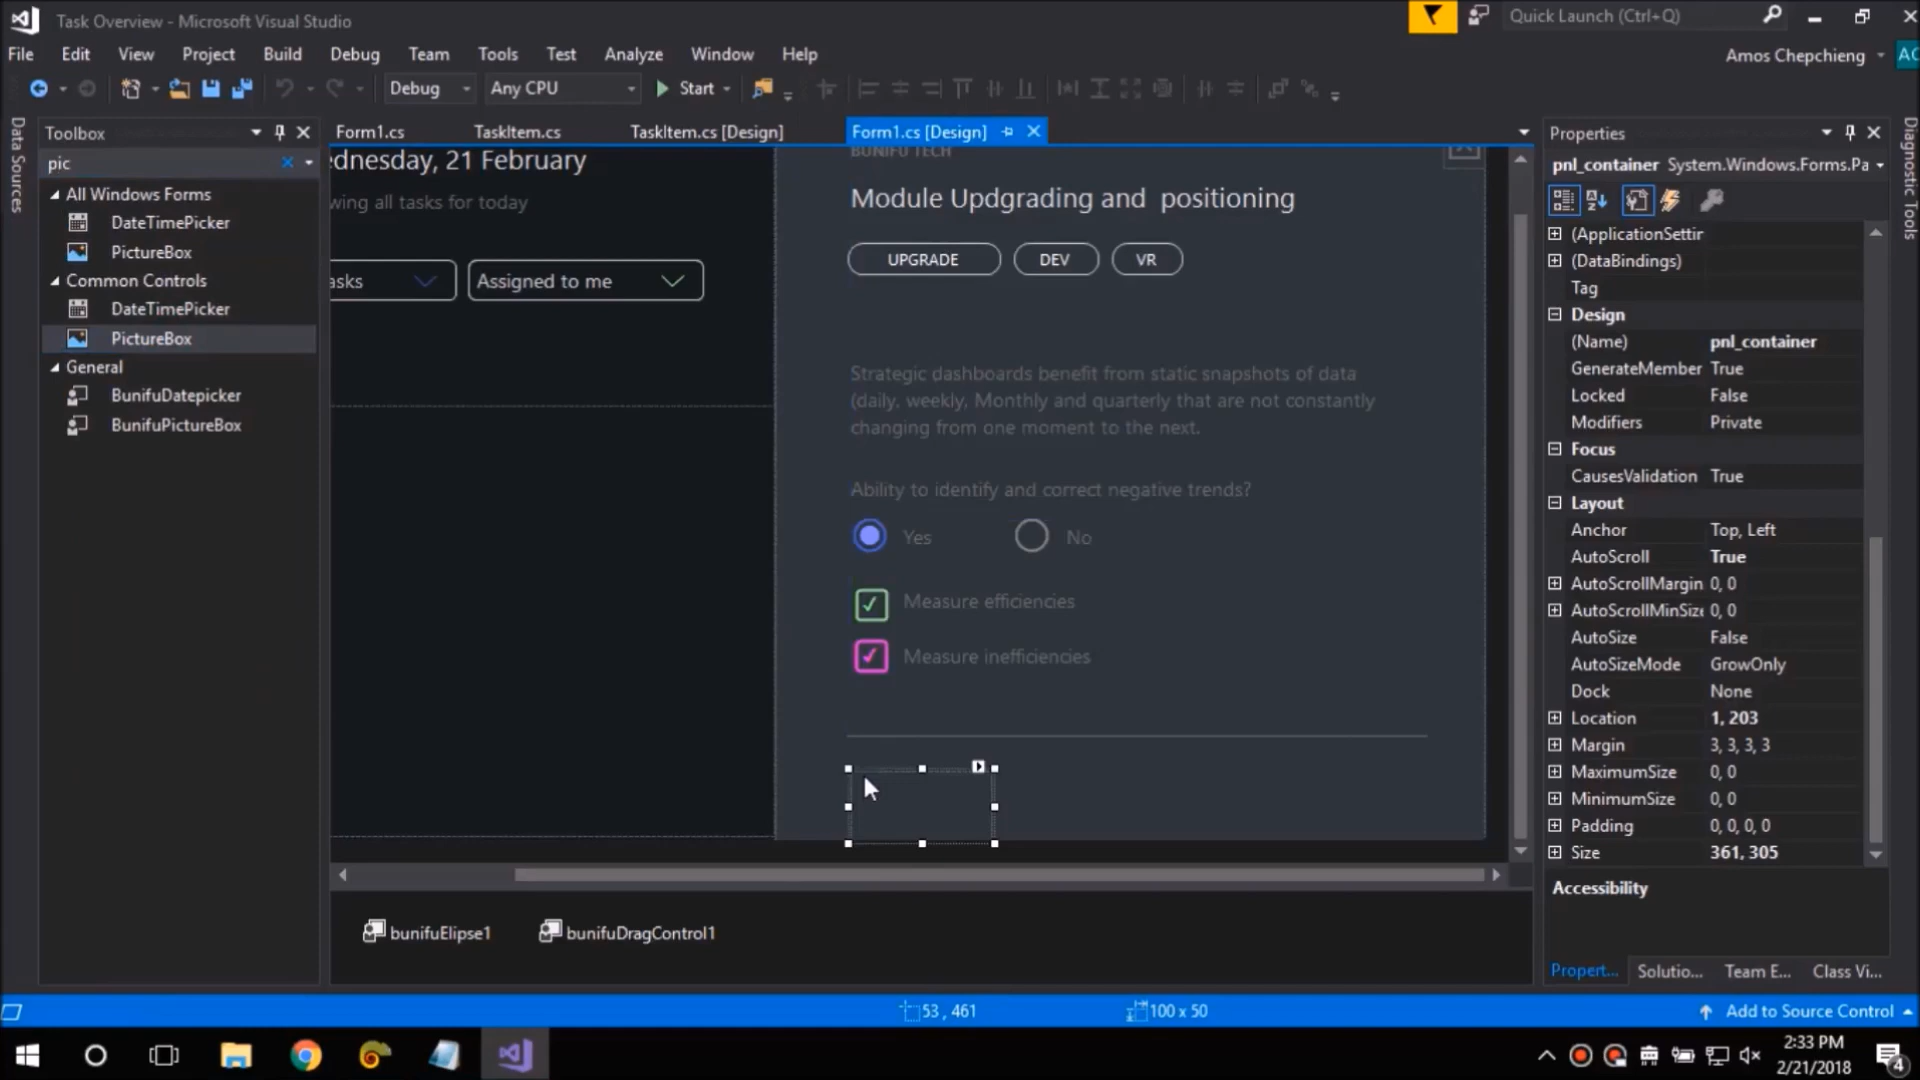 Task Overview - Microsoft Visual Studio
Quick Launch (Ctrl+Q)
File Edit View Project Build Debug Team Tools Test Analyze Window Help
Amos Chepchieng
AC
Debug Any CPU Start
Data Sources
Toolbox
pic
All Windows Forms
DateTimePicker
PictureBox
Common Controls
DateTimePicker
PictureBox
General
BunifuDatepicker
BunifuPictureBox
Form1.cs TaskItem.cs TaskItem.cs [Design] Form1.cs [Design]
ednesday, 21 February
wing all tasks for today
asks
Assigned to me
BUNIFU TECH
Module Updgrading and positioning
UPGRADE DEV VR
Strategic dashboards benefit from static snapshots of data
(daily, weekly, Monthly and quarterly that are not constantly
changing from one moment to the next.
Ability to identify and correct negative trends?
Yes No
Measure efficiencies
Measure inefficiencies
bunifuElipse1 bunifuDragControl1
Properties
pnl_container System.Windows.Forms.Pa
(ApplicationSettir
(DataBindings)
Tag
Design
(Name) pnl_container
GenerateMember True
Locked False
Modifiers Private
Focus
CausesValidation True
Layout
Anchor Top, Left
AutoScroll True
AutoScrollMargin 0, 0
AutoScrollMinSize 0, 0
AutoSize False
AutoSizeMode GrowOnly
Dock None
Location 1, 203
Margin 3, 3, 3, 3
MaximumSize 0, 0
MinimumSize 0, 0
Padding 0, 0, 0, 0
Size 361, 305
Accessibility
Propert... Solutio... Team E... Class Vi...
Diagnostic Tools
53 , 461 100 x 50 Add to Source Control
2:33 PM
2/21/2018
4